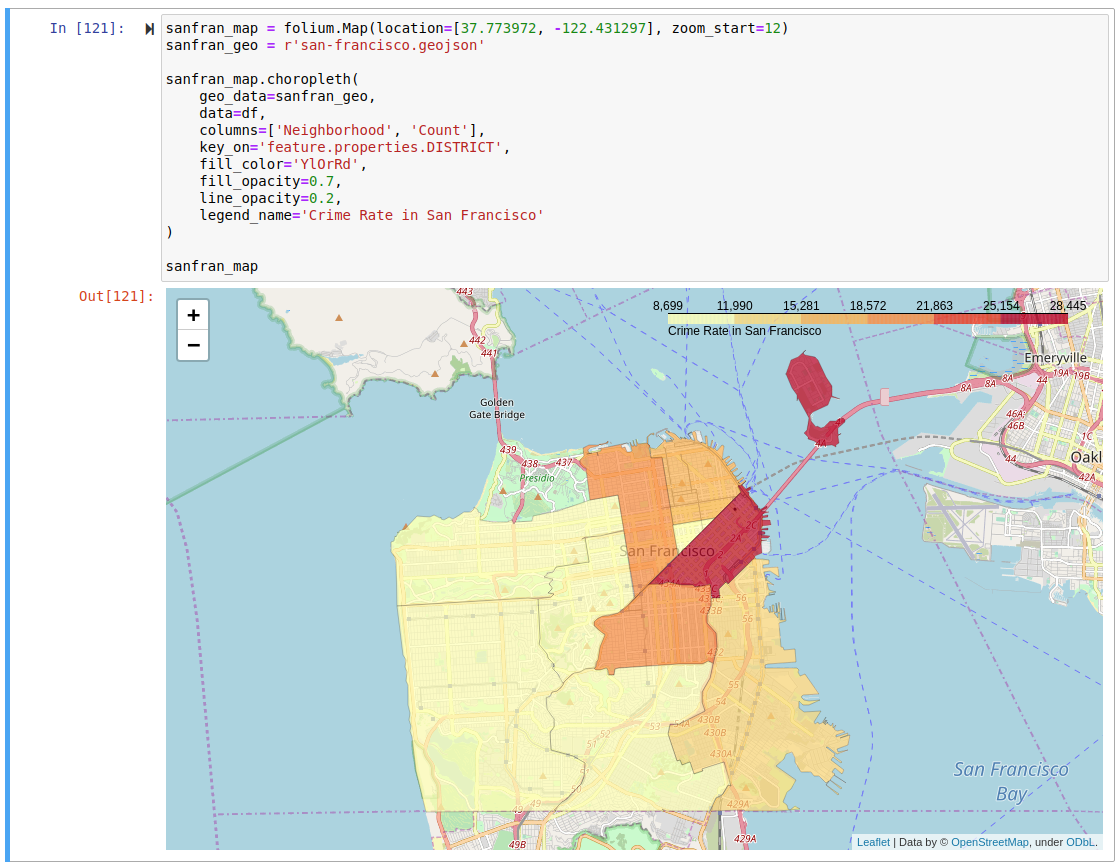 In [121]:
sanfran_map = folium.Map(location=[37.773972, -122.431297], zoom_start=12)
sanfran_geo = r'san-francisco.geojson'
sanfran_map.choropleth(
    geo_data=sanfran_geo,
    data=df,
    columns=['Neighborhood', 'Count'],
    key_on='feature.properties.DISTRICT',
    fill_color='YlOrRd',
    fill_opacity=0.7,
    line_opacity=0.2,
    legend_name='Crime Rate in San Francisco'
)
sanfran_map
Out[121]:
+
−
8,699 11,990 15,281 18,572 21,863 25,154 28,445
Crime Rate in San Francisco
443
442
441
Golden
Gate Bridge
439
438 437
Presidio
Emeryville
19A 19B
8A 8A 8A 44
46A;
46B
1C
44
Oakl
42A
4A
2C
2A
2
San Francisco
433B
56
56
432
55
54
53 54A
430B
430B
52
51
430A
50
49 49
429A
429A
49B
San Francisco
Bay
Leaflet | Data by © OpenStreetMap, under ODbL.